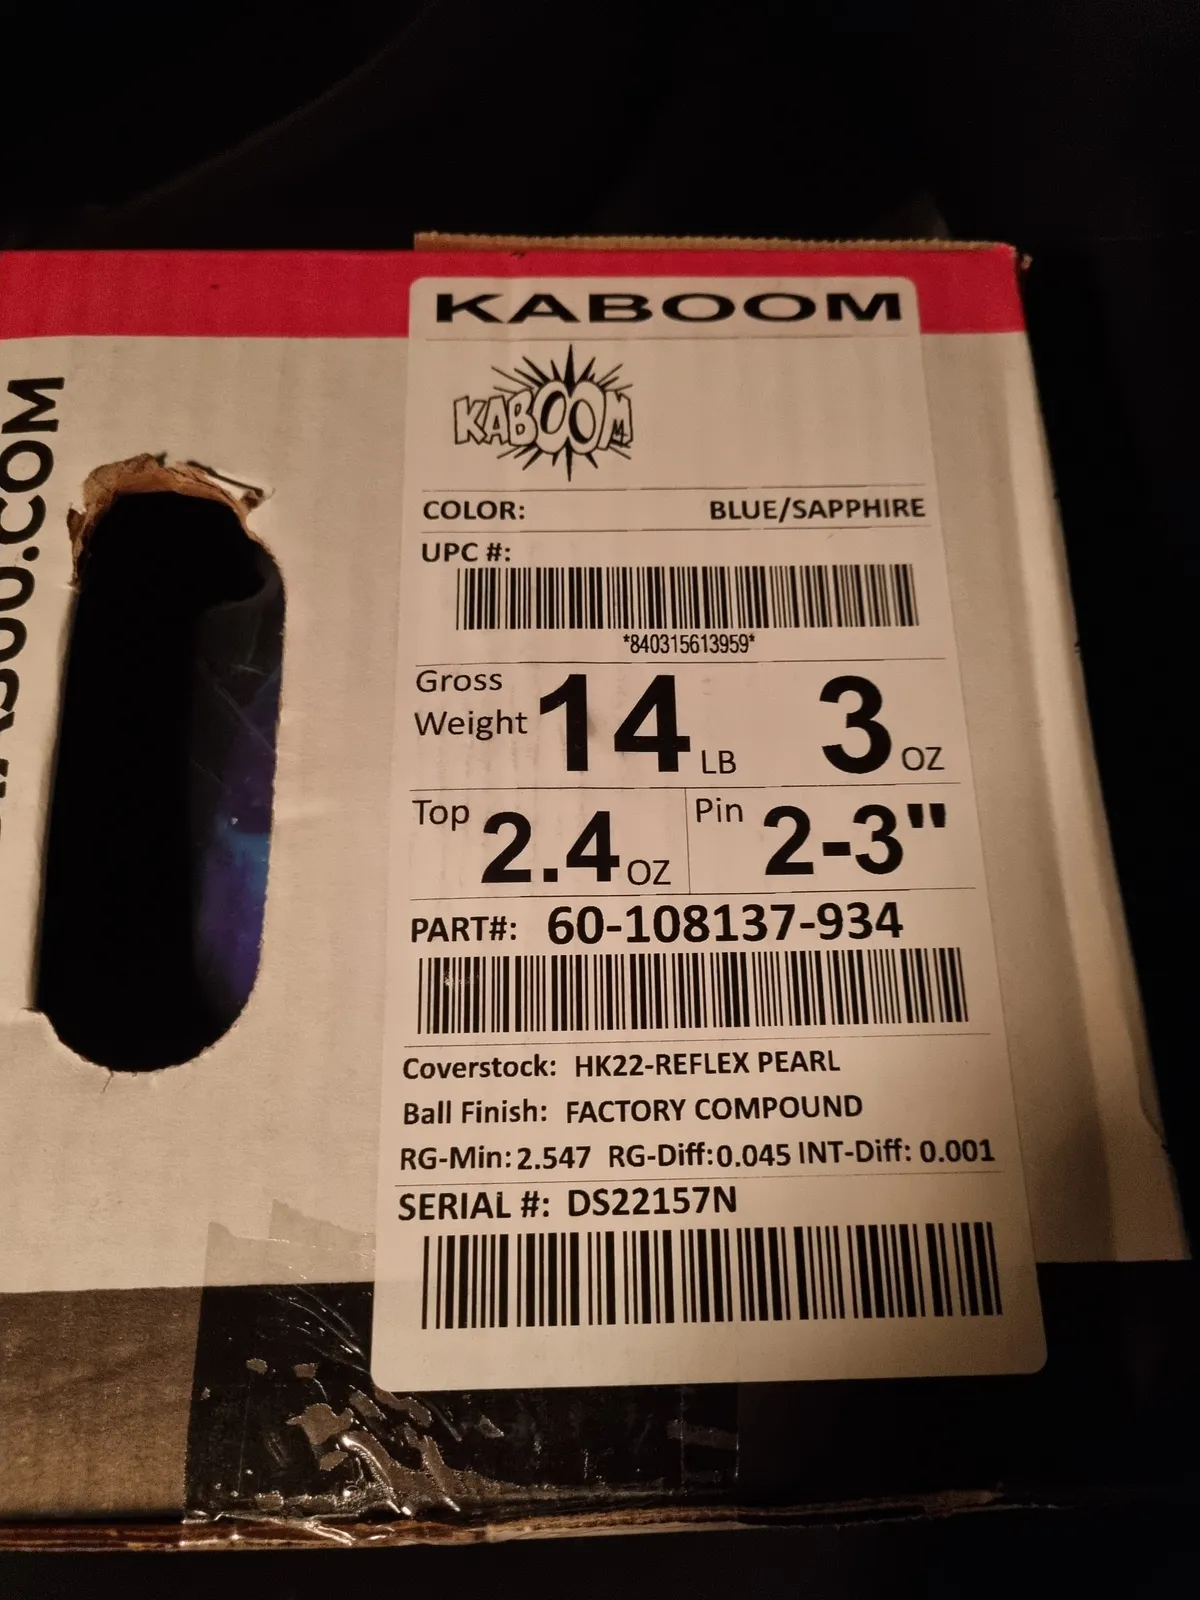 KABOOM
KABOOM
COLOR: BLUE/SAPPHIRE
UPC #:
*840315613959*
Gross Weight 14 LB 3 OZ
Top 2.4 OZ Pin 2-3"
PART#: 60-108137-934
Coverstock: HK22-REFLEX PEARL
Ball Finish: FACTORY COMPOUND
RG-Min: 2.547 RG-Diff: 0.045 INT-Diff: 0.001
SERIAL #: DS22157N